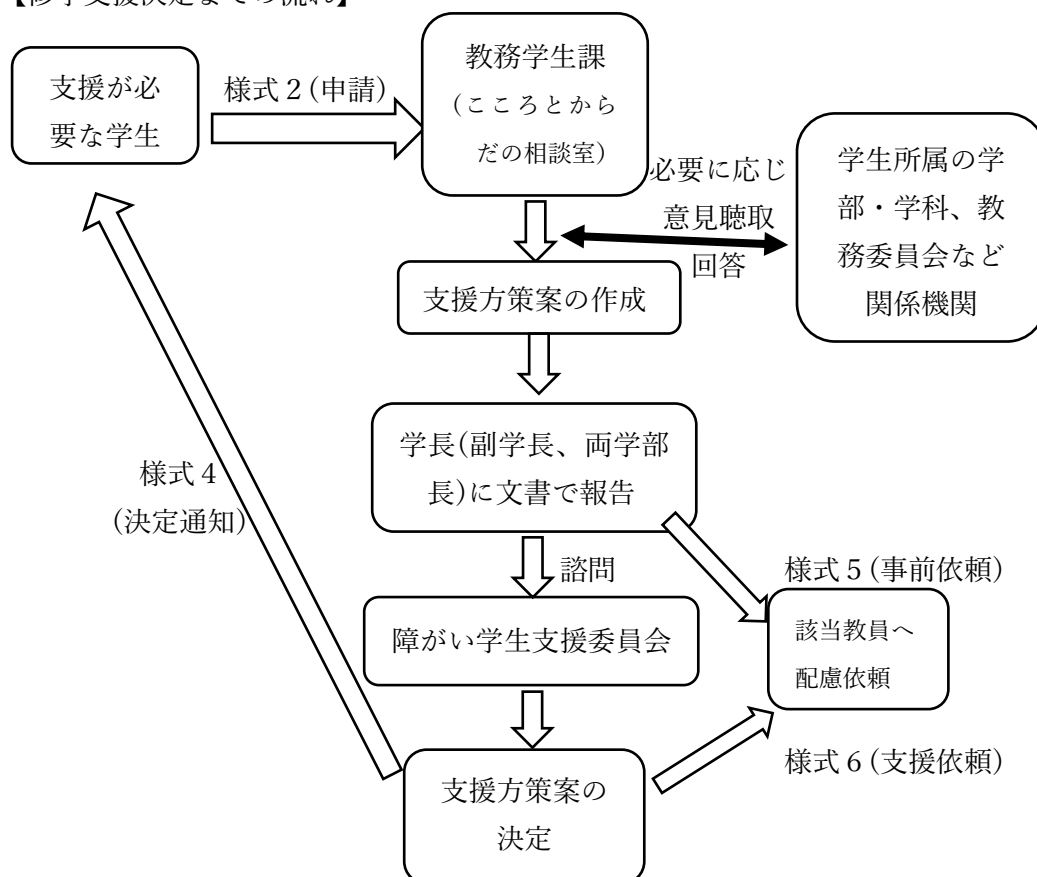 【修学支援決定までの流れ】
支援が必
要な学生
様式２(申請)
教務学生課
(こころとから
だの相談室)
必要に応じ
意見聴取
回答
学生所属の学
部・学科、教
務委員会など
関係機関
支援方策案の作成
学長(副学長、両学部
長)に文書で報告
様式４
(決定通知)
諮問
様式５(事前依頼)
障がい学生支援委員会
該当教員へ
配慮依頼
様式６(支援依頼)
支援方策案の
決定